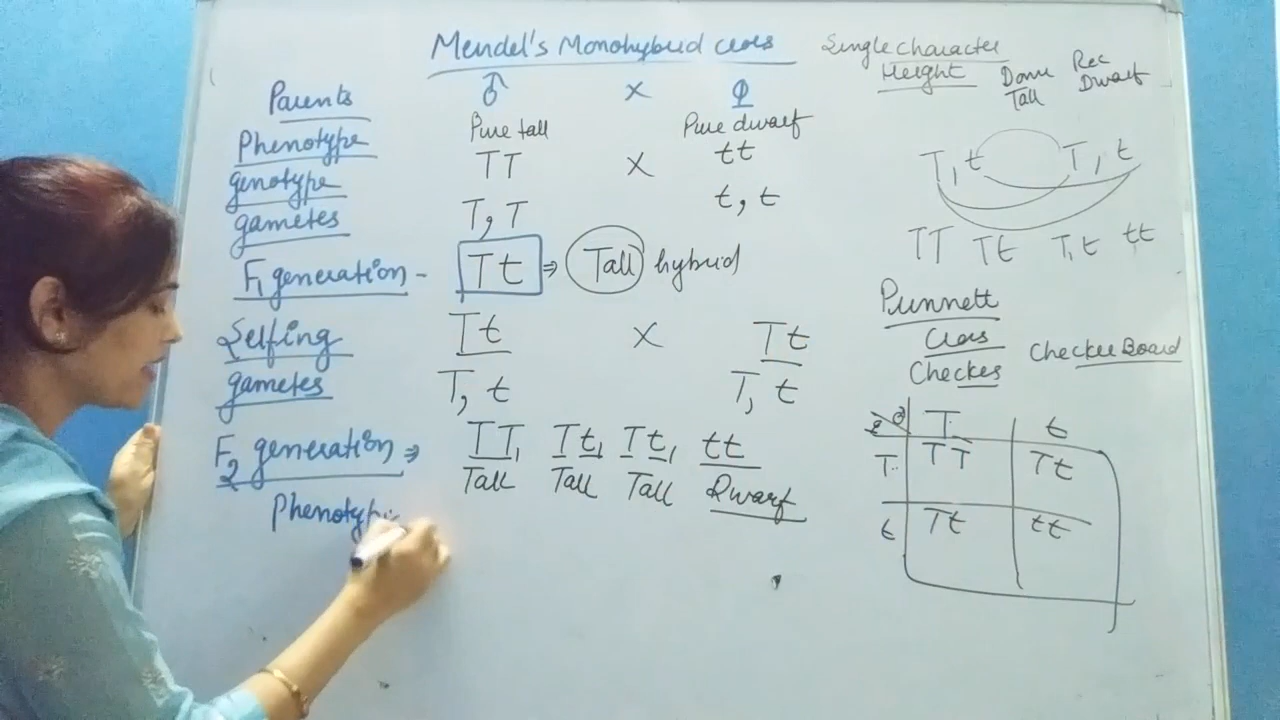 Mendel's Monohybrid cross
Single character
Height
Dom Tall
Rec Dwarf
Parents ♂ × ♀
Phenotype Pure tall Pure dwarf
genotype TT × tt
gametes T, T t, t
F1 generation - Tt ⇒ Tall hybrid
Selfing Tt × Tt
gametes T, t T, t
F2 generation ⇒ TT, Tt, Tt, tt
Tall Tall Tall Dwarf
Phenotypic
T, t T, t
TT Tt T,t tt
Punnett
Cross
Checkes
Checker Board
♀ ♂ T t
T TT Tt
t Tt tt